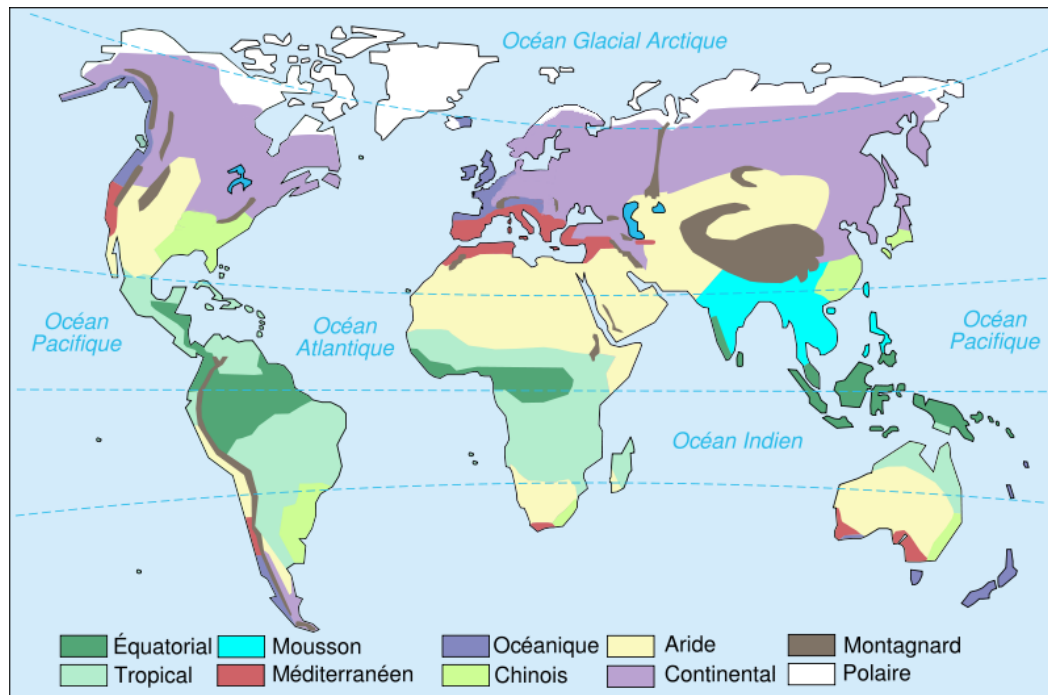 Océan Glacial Arctique
Océan
Pacifique
Océan
Atlantique
Océan
Pacifique
Océan Indien
Équatorial
Mousson
Océanique
Aride
Montagnard
Tropical
Méditerranéen
Chinois
Continental
Polaire